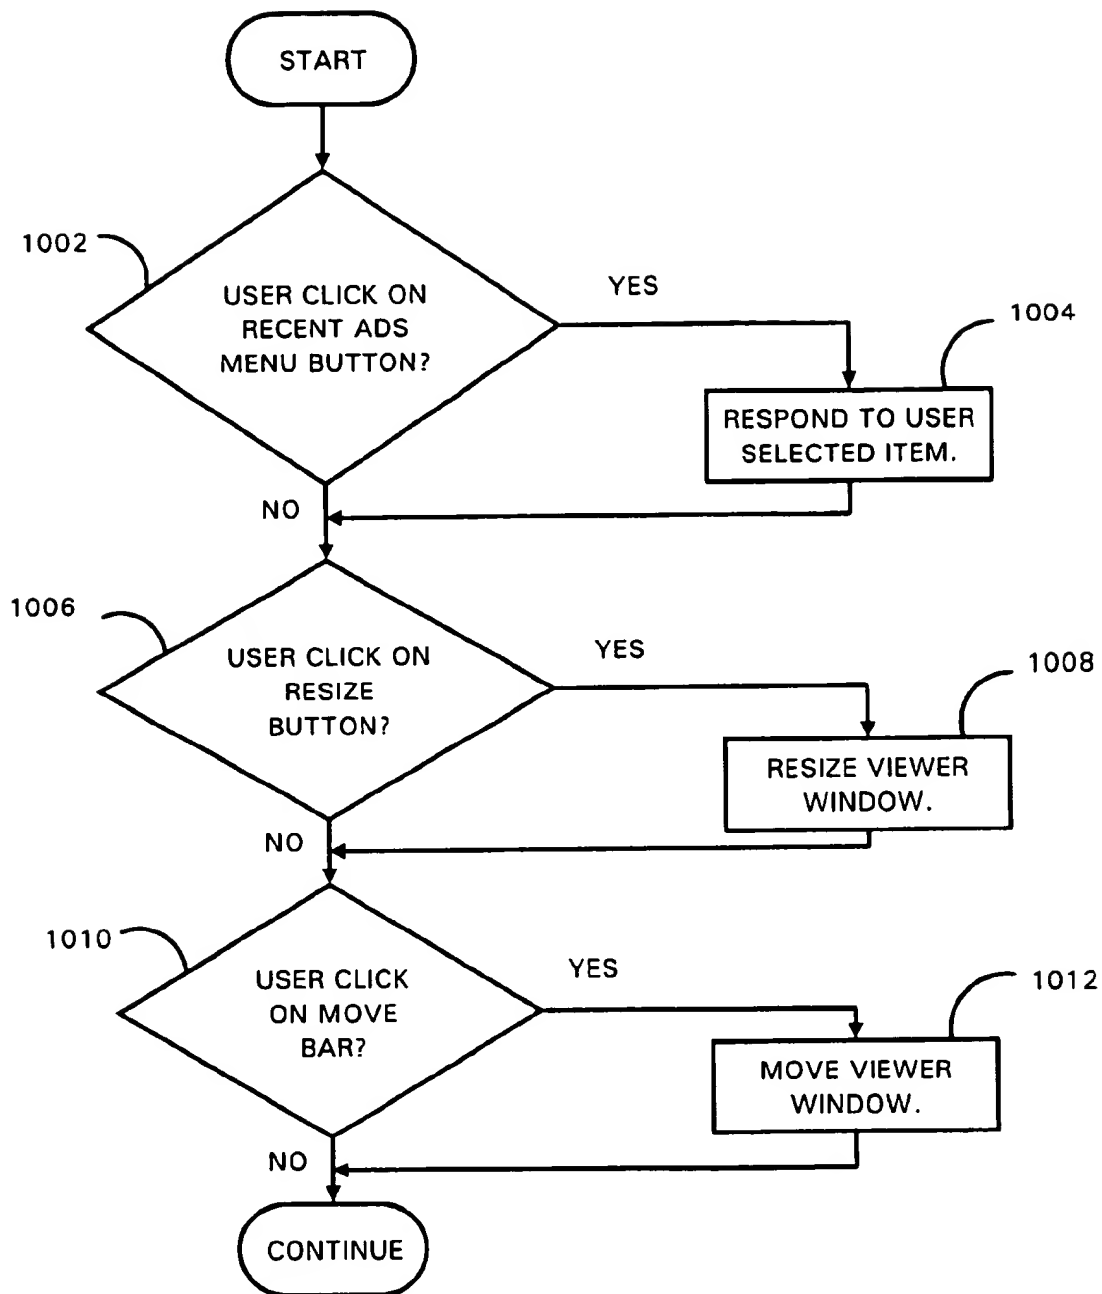 START
1002
USER CLICK ON
RECENT ADS
MENU BUTTON?
YES
1004
RESPOND TO USER
SELECTED ITEM.
NO
1006
USER CLICK ON
RESIZE
BUTTON?
YES
1008
RESIZE VIEWER
WINDOW.
NO
1010
USER CLICK
ON MOVE
BAR?
YES
1012
MOVE VIEWER
WINDOW.
NO
CONTINUE